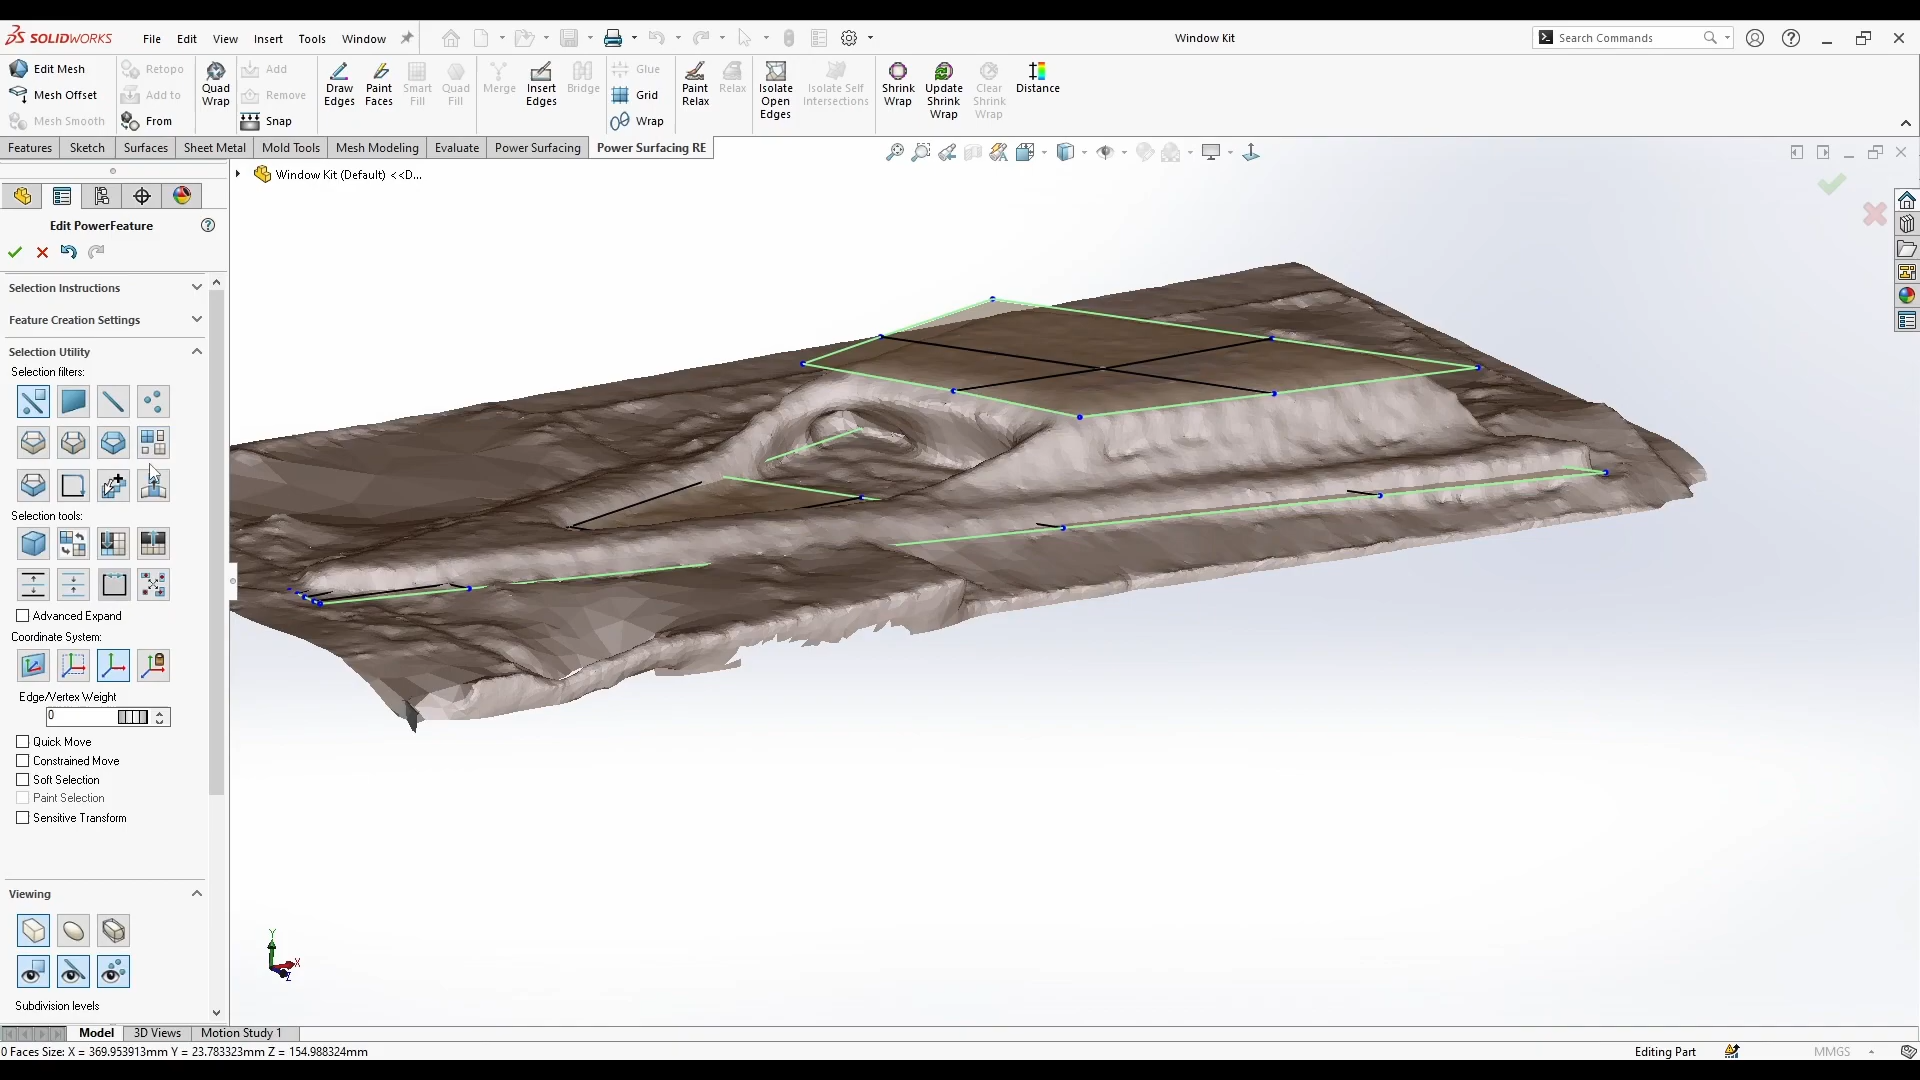 SOLIDWORKS File Edit View Insert Tools Window Window Kit Search Commands
Edit Mesh Retopo Add Glue
Mesh Offset Add to Remove Grid
Mesh Smooth From Snap Wrap
Quad Wrap
Draw Edges
Paint Faces
Smart Fill
Quad Fill
Merge
Insert Edges
Bridge
Paint Relax
Relax
Isolate Open Edges
Isolate Self Intersections
Shrink Wrap
Update Shrink Wrap
Clear Shrink Wrap
Distance
Features Sketch Surfaces Sheet Metal Mold Tools Mesh Modeling Evaluate Power Surfacing Power Surfacing RE
Window Kit (Default) <<D...
Edit PowerFeature
Selection Instructions
Feature Creation Settings
Selection Utility
Selection filters:
Selection tools:
Advanced Expand
Coordinate System:
Edge/Vertex Weight
0
Quick Move
Constrained Move
Soft Selection
Paint Selection
Sensitive Transform
Viewing
Subdivision levels
Y
X
Z
Model 3D Views Motion Study 1
0 Faces Size: X = 369.953913mm Y = 23.783323mm Z = 154.988324mm Editing Part MMGS